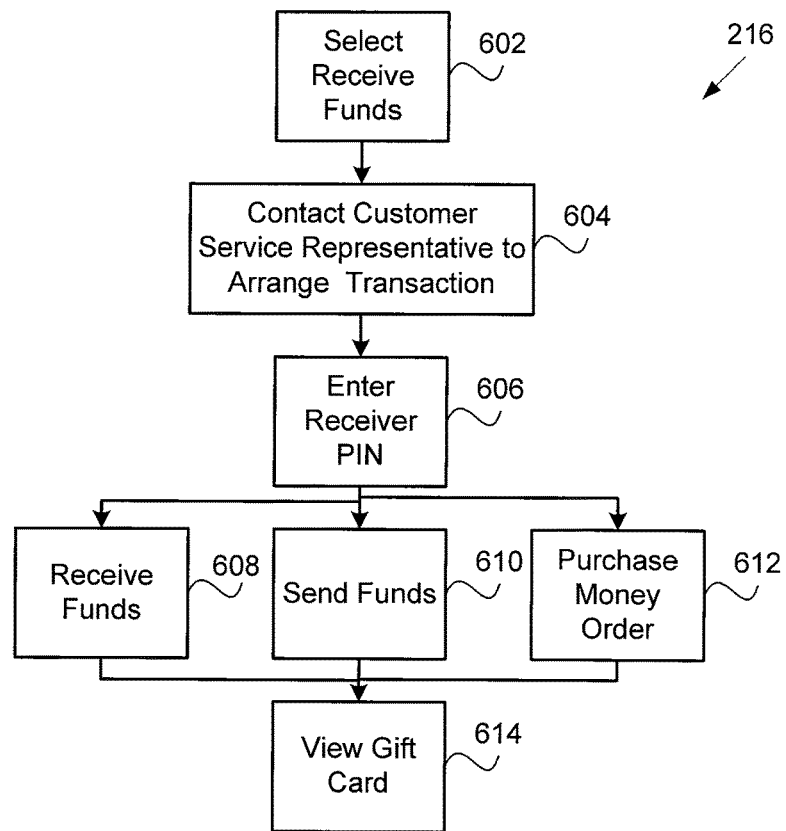 Select
Receive
Funds
602
216
Contact Customer
Service Representative to
Arrange Transaction
604
Enter
Receiver
PIN
606
Receive
Funds
608
Send Funds
610
Purchase
Money
Order
612
View Gift
Card
614